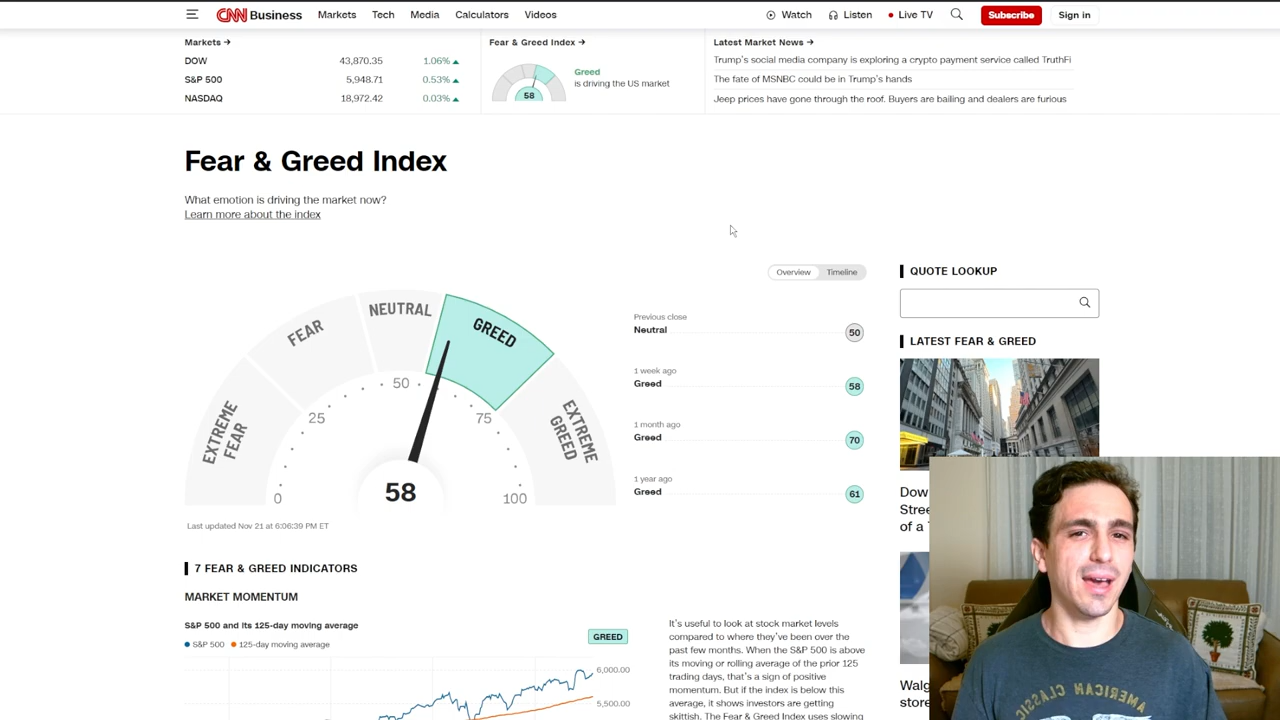 CNN Business
Markets
Tech
Media
Calculators
Videos
Watch
Listen
Live TV
Subscribe
Sign in
Markets →
DOW 43,870.35 1.06% ▲
S&P 500 5,948.71 0.53% ▲
NASDAQ 18,972.42 0.03% ▲
Fear & Greed Index →
58
Greed
is driving the US market
Latest Market News →
Trump's social media company is exploring a crypto payment service called TruthFi
The fate of MSNBC could be in Trump's hands
Jeep prices have gone through the roof. Buyers are bailing and dealers are furious
Fear & Greed Index
What emotion is driving the market now?
Learn more about the index
Overview
Timeline
EXTREME
FEAR
FEAR
NEUTRAL
GREED
EXTREME
GREED
0
25
50
75
100
58
Last updated Nov 21 at 6:06:39 PM ET
Previous close
Neutral 50
1 week ago
Greed 58
1 month ago
Greed 70
1 year ago
Greed 61
QUOTE LOOKUP
LATEST FEAR & GREED
Dow
Stree
of a
Walg
store
7 FEAR & GREED INDICATORS
MARKET MOMENTUM
S&P 500 and its 125-day moving average
S&P 500
125-day moving average
GREED
6,000.00
5,500.00
It's useful to look at stock market levels
compared to where they've been over the
past few months. When the S&P 500 is above
its moving or rolling average of the prior 125
trading days, that's a sign of positive
momentum. But if the index is below this
average, it shows investors are getting
skittish. The Fear & Greed Index uses slowing
AMERICAN CLASSIC